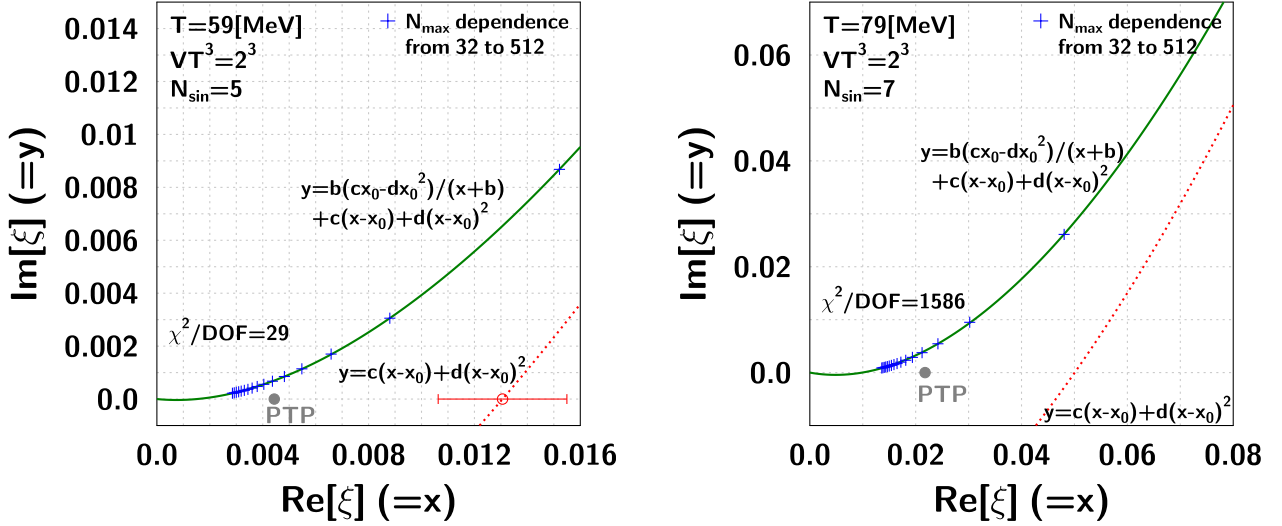 T=59[MeV]
VT³=2³
N_sin=5
N_max dependence
from 32 to 512
y=b(cx₀-dx₀²)/(x+b)
+c(x-x₀)+d(x-x₀)²
χ²/DOF=29
y=c(x-x₀)+d(x-x₀)²
PTP
Im[ξ] (=y)
0.014
0.012
0.01
0.008
0.006
0.004
0.002
0.0
0.0 0.004 0.008 0.012 0.016
Re[ξ] (=x)
T=79[MeV]
VT³=2³
N_sin=7
N_max dependence
from 32 to 512
y=b(cx₀-dx₀²)/(x+b)
+c(x-x₀)+d(x-x₀)²
χ²/DOF=1586
PTP
y=c(x-x₀)+d(x-x₀)²
Im[ξ] (=y)
0.06
0.04
0.02
0.0
0.0 0.02 0.04 0.06 0.08
Re[ξ] (=x)